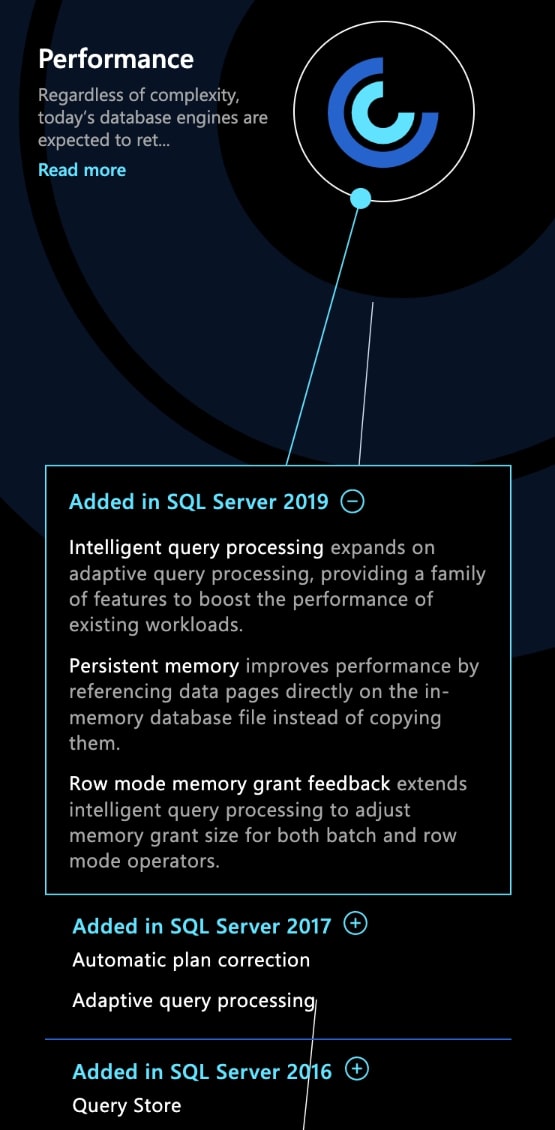 Performance
Regardless of complexity,
today's database engines are
expected to ret...
Read more
Added in SQL Server 2019
Intelligent query processing expands on
adaptive query processing, providing a family
of features to boost the performance of
existing workloads.
Persistent memory improves performance by
referencing data pages directly on the in-
memory database file instead of copying
them.
Row mode memory grant feedback extends
intelligent query processing to adjust
memory grant size for both batch and row
mode operators.
Added in SQL Server 2017
Automatic plan correction
Adaptive query processing
Added in SQL Server 2016
Query Store